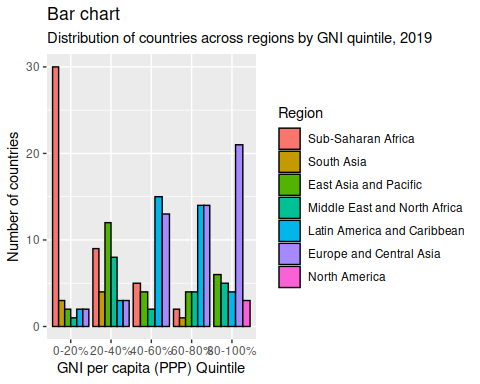 Bar chart
Distribution of countries across regions by GNI quintile, 2019
Number of countries
30
20
10
0
0-20%
20-40%
40-60%
60-80%
80-100%
GNI per capita (PPP) Quintile
Region
Sub-Saharan Africa
South Asia
East Asia and Pacific
Middle East and North Africa
Latin America and Caribbean
Europe and Central Asia
North America